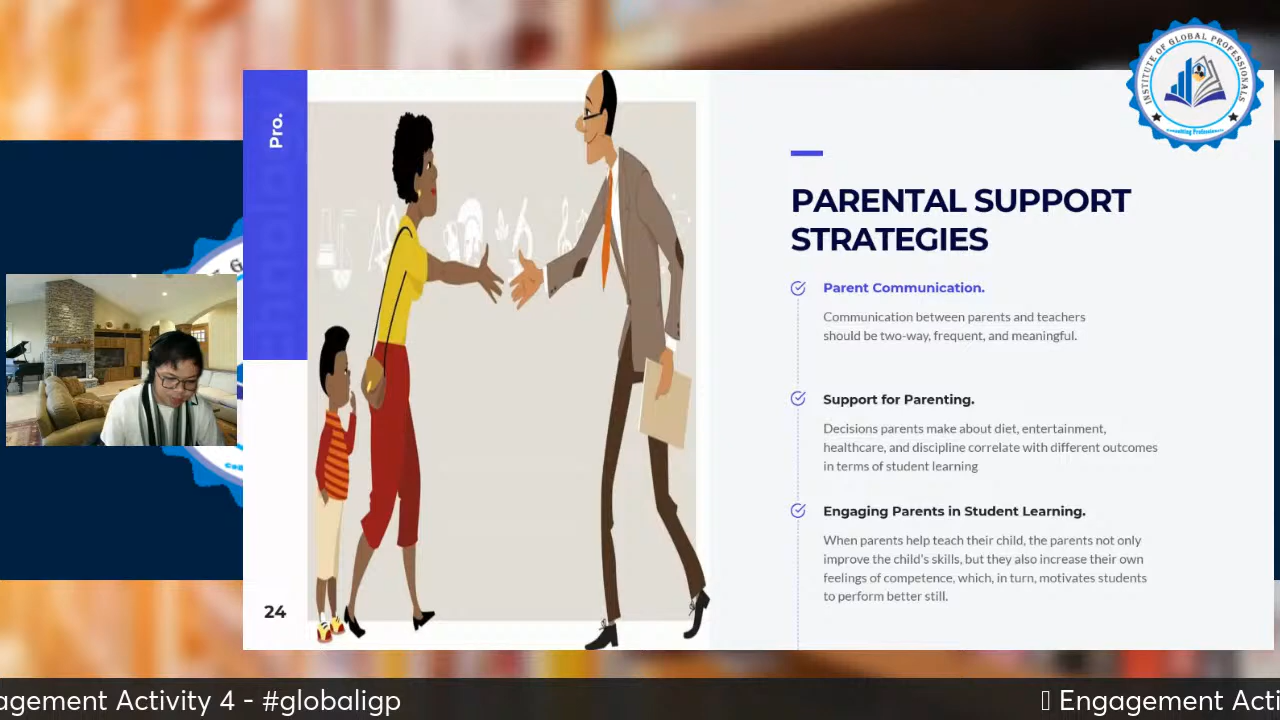 INSTITUTE OF GLOBAL PROFESSIONALS
Connecting Professionals
Pro.
PARENTAL SUPPORT
STRATEGIES
Parent Communication.
Communication between parents and teachers
should be two-way, frequent, and meaningful.
Support for Parenting.
Decisions parents make about diet, entertainment,
healthcare, and discipline correlate with different outcomes
in terms of student learning
Engaging Parents in Student Learning.
When parents help teach their child, the parents not only
improve the child's skills, but they also increase their own
feelings of competence, which, in turn, motivates students
to perform better still.
24
agement Activity 4 - #globaligp
Engagement Acti